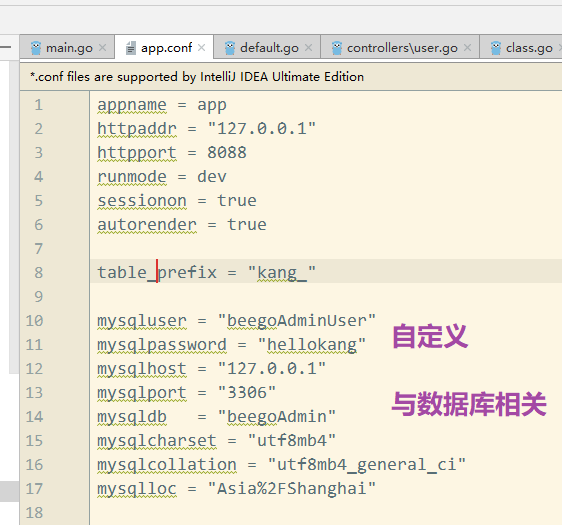 main.go app.conf default.go controllers\user.go class.go
*.conf files are supported by IntelliJ IDEA Ultimate Edition
1 appname = app
2 httpaddr = "127.0.0.1"
3 httpport = 8088
4 runmode = dev
5 sessionon = true
6 autorender = true
7
8 table_prefix = "kang_"
9
10 mysqluser = "beegoAdminUser"
11 mysqlpassword = "hellokang"
自定义
12 mysqlhost = "127.0.0.1"
13 mysqlport = "3306"
与数据库相关
14 mysqldb   = "beegoAdmin"
15 mysqlcharset = "utf8mb4"
16 mysqlcollation = "utf8mb4_general_ci"
17 mysqlloc = "Asia%2FShanghai"
18